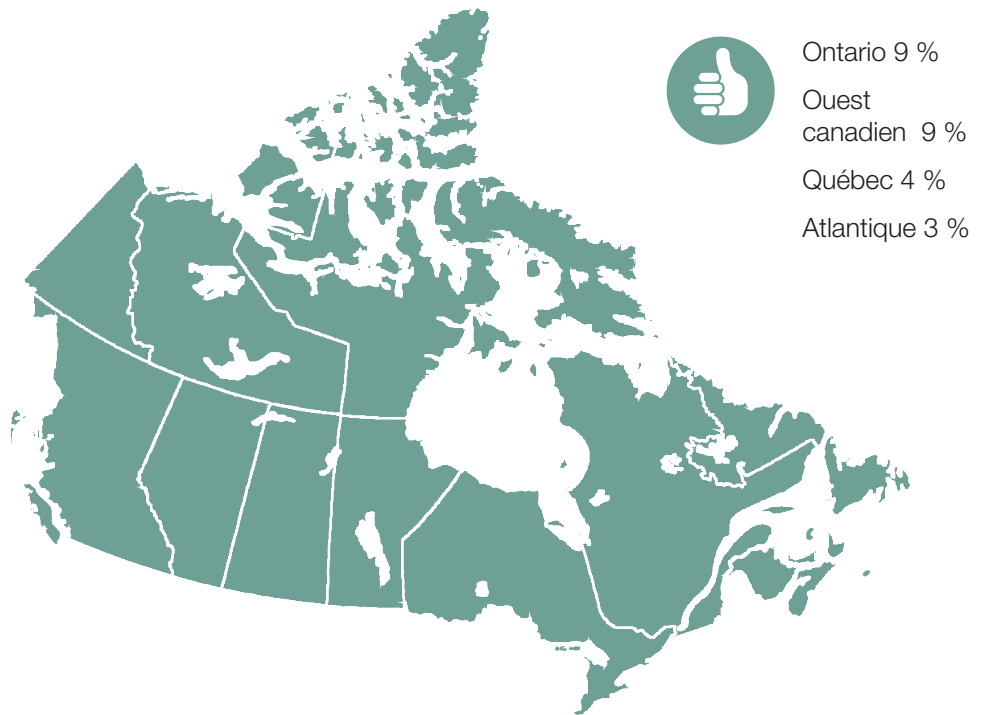 Ontario 9 %
Ouest
canadien 9 %
Québec 4 %
Atlantique 3 %